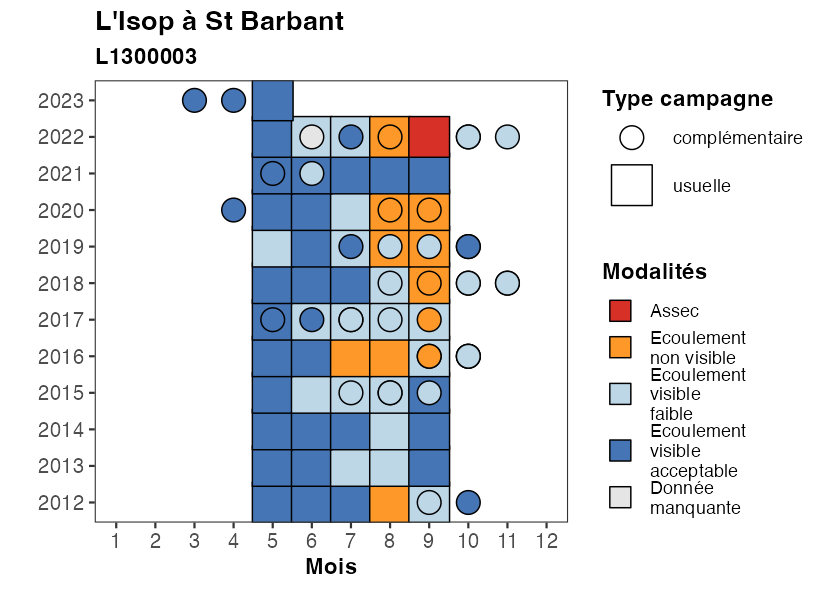 L'Isop à St Barbant
L1300003
2023
2022
2021
2020
2019
2018
2017
2016
2015
2014
2013
2012
1 2 3 4 5 6 7 8 9 10 11 12
Mois
Type campagne
complémentaire
usuelle
Modalités
Assec
Ecoulement
non visible
Ecoulement
visible
faible
Ecoulement
visible
acceptable
Donnée
manquante